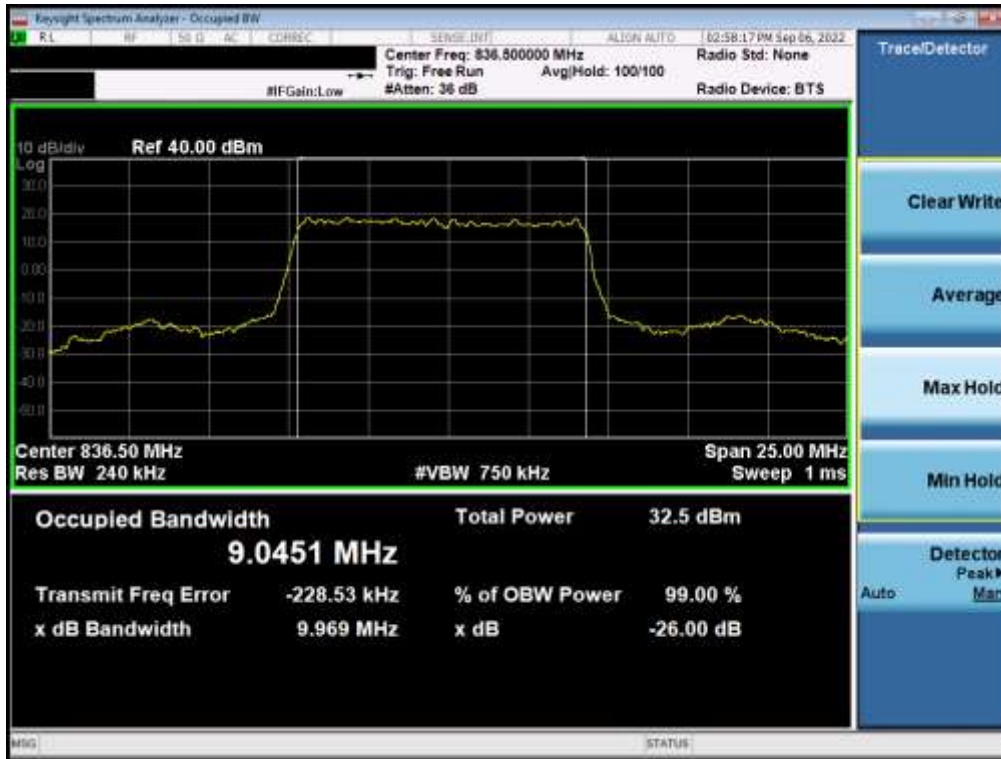 Keysight Spectrum Analyzer - Occupied BW
RL RF 50 Ω AC CORREC SENSE:INT ALIGN AUTO 02:58:17 PM Sep 06, 2022
Center Freq: 836.500000 MHz Radio Std: None
Trig: Free Run Avg|Hold: 100/100
#IFGain:Low #Atten: 36 dB Radio Device: BTS
Trace/Detector
10 dB/div Ref 40.00 dBm
Log
30.0
20.0
10.0
0.00
-10.0
-20.0
-30.0
-40.0
-50.0
Center 836.50 MHz Span 25.00 MHz
Res BW 240 kHz #VBW 750 kHz Sweep 1 ms
Occupied Bandwidth Total Power 32.5 dBm
9.0451 MHz
Transmit Freq Error -228.53 kHz % of OBW Power 99.00 %
x dB Bandwidth 9.969 MHz x dB -26.00 dB
Clear Write
Average
Max Hold
Min Hold
Detector
Peak
Auto Man
MSG STATUS